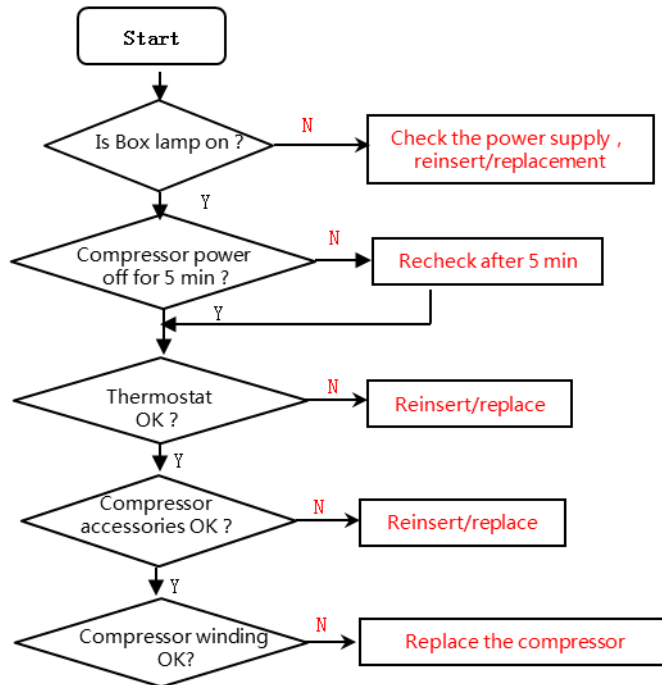 Start
Is Box lamp on ?
N
Check the power supply ,
reinsert/replacement
Y
Compressor power
off for 5 min ?
N
Recheck after 5 min
Y
Thermostat
OK ?
N
Reinsert/replace
Y
Compressor
accessories OK ?
N
Reinsert/replace
Y
Compressor winding
OK?
N
Replace the compressor